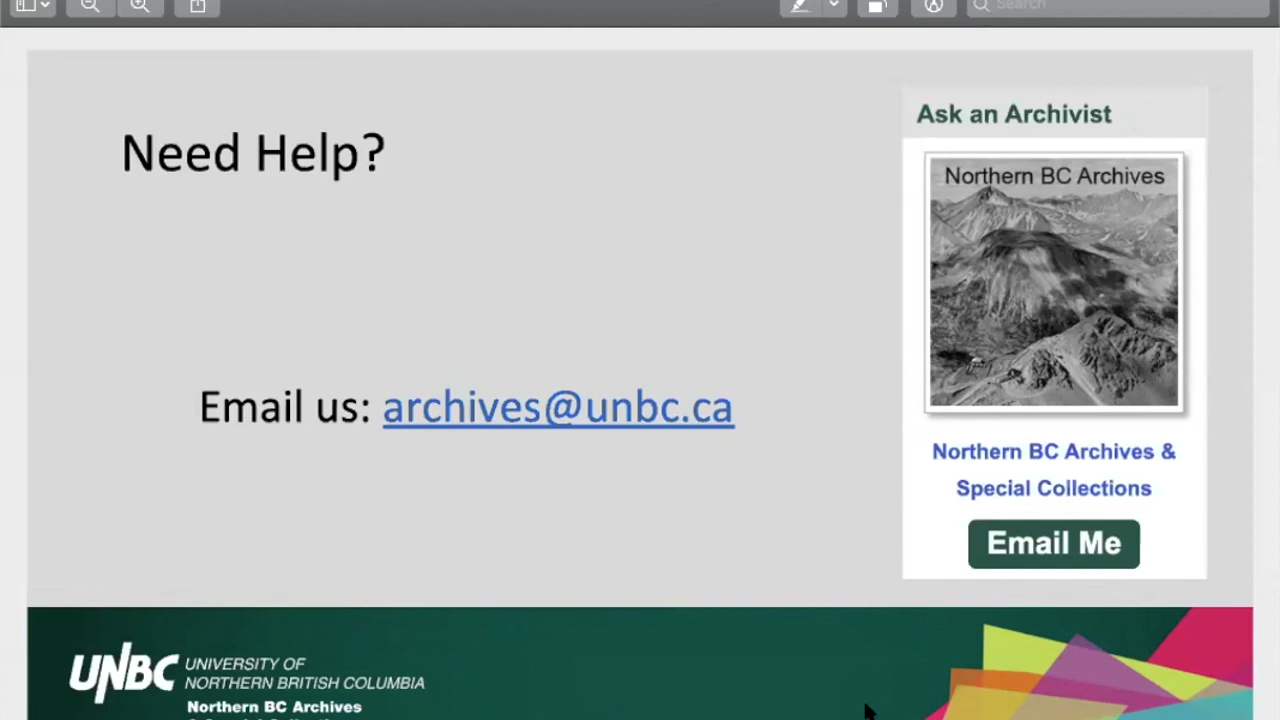 Search
Need Help?
Email us: archives@unbc.ca
Ask an Archivist
Northern BC Archives
Northern BC Archives &
Special Collections
Email Me
UNBC
UNIVERSITY OF
NORTHERN BRITISH COLUMBIA
Northern BC Archives